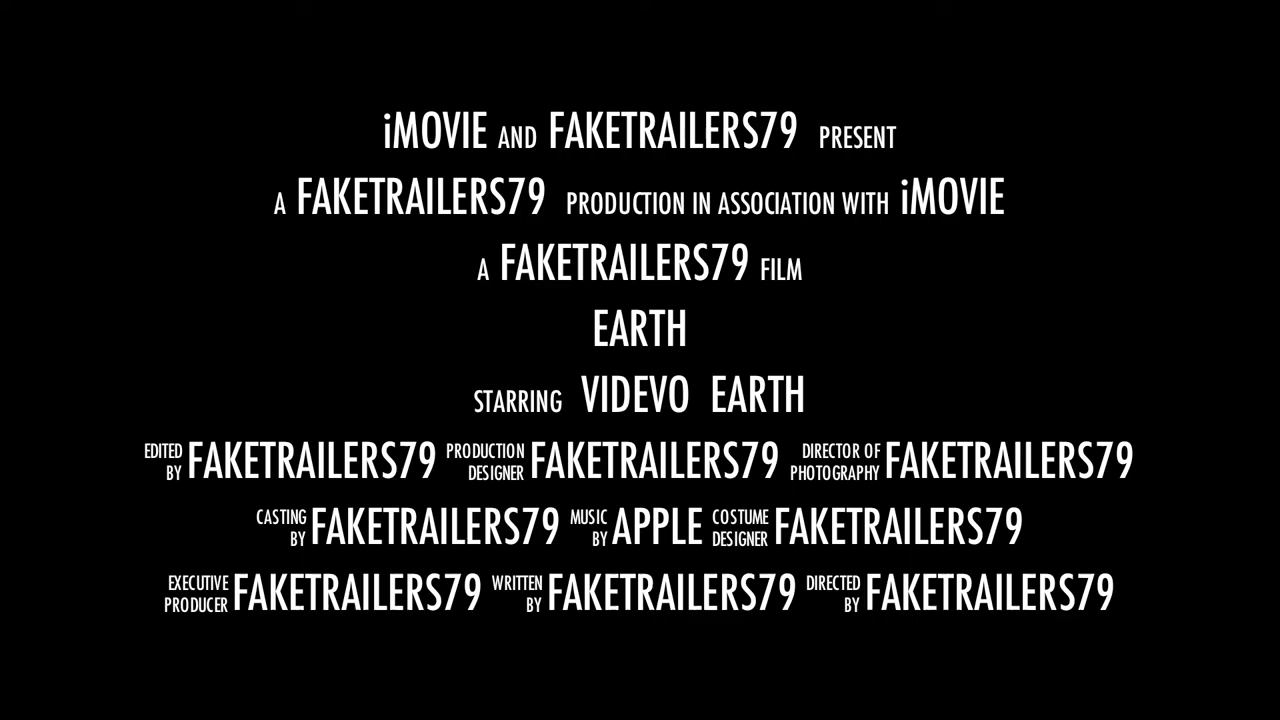 iMOVIE AND FAKETRAILERS79 PRESENT
A FAKETRAILERS79 PRODUCTION IN ASSOCIATION WITH iMOVIE
A FAKETRAILERS79 FILM
EARTH
STARRING VIDEVO EARTH
EDITED BY FAKETRAILERS79 PRODUCTION DESIGNER FAKETRAILERS79 DIRECTOR OF PHOTOGRAPHY FAKETRAILERS79
CASTING BY FAKETRAILERS79 MUSIC BY APPLE COSTUME DESIGNER FAKETRAILERS79
EXECUTIVE PRODUCER FAKETRAILERS79 WRITTEN BY FAKETRAILERS79 DIRECTED BY FAKETRAILERS79